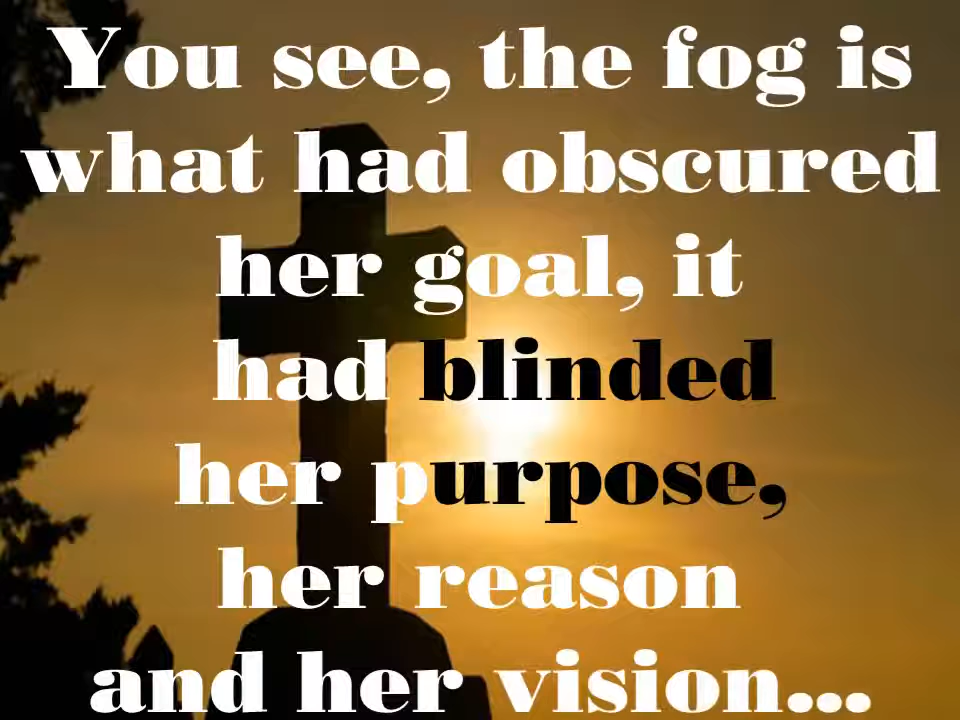 You see, the fog is
what had obscured
her goal, it
had blinded
her purpose,
her reason
and her vision...